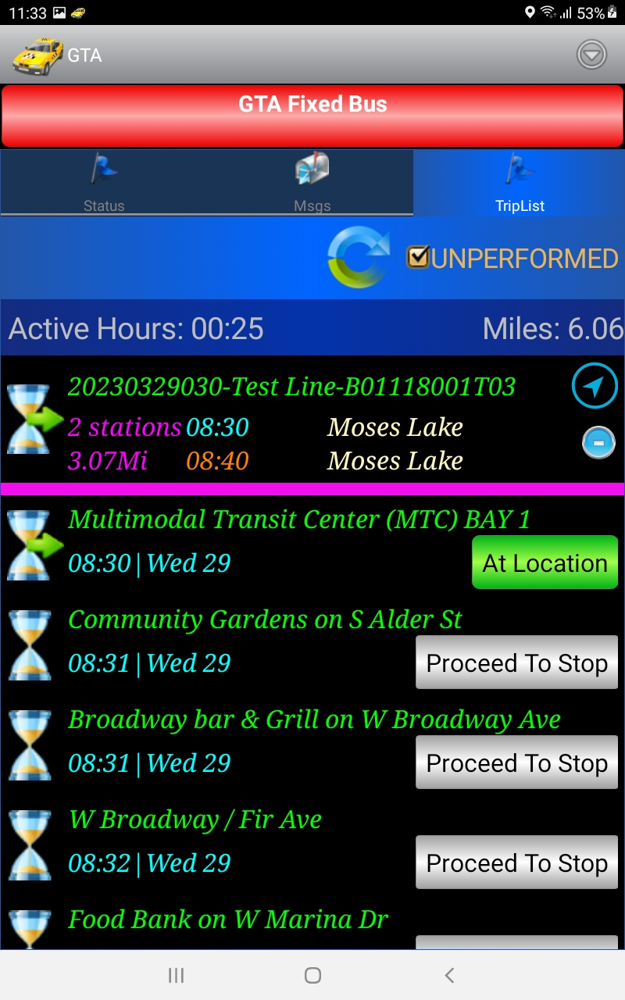 11:33 53%
GTA
GTA Fixed Bus
Status Msgs TripList
UNPERFORMED
Active Hours: 00:25 Miles: 6.06
20230329030-Test Line-B01118001T03
2 stations 08:30 Moses Lake
3.07Mi 08:40 Moses Lake
Multimodal Transit Center (MTC) BAY 1
08:30|Wed 29 At Location
Community Gardens on S Alder St
08:31|Wed 29 Proceed To Stop
Broadway bar & Grill on W Broadway Ave
08:31|Wed 29 Proceed To Stop
W Broadway / Fir Ave
08:32|Wed 29 Proceed To Stop
Food Bank on W Marina Dr